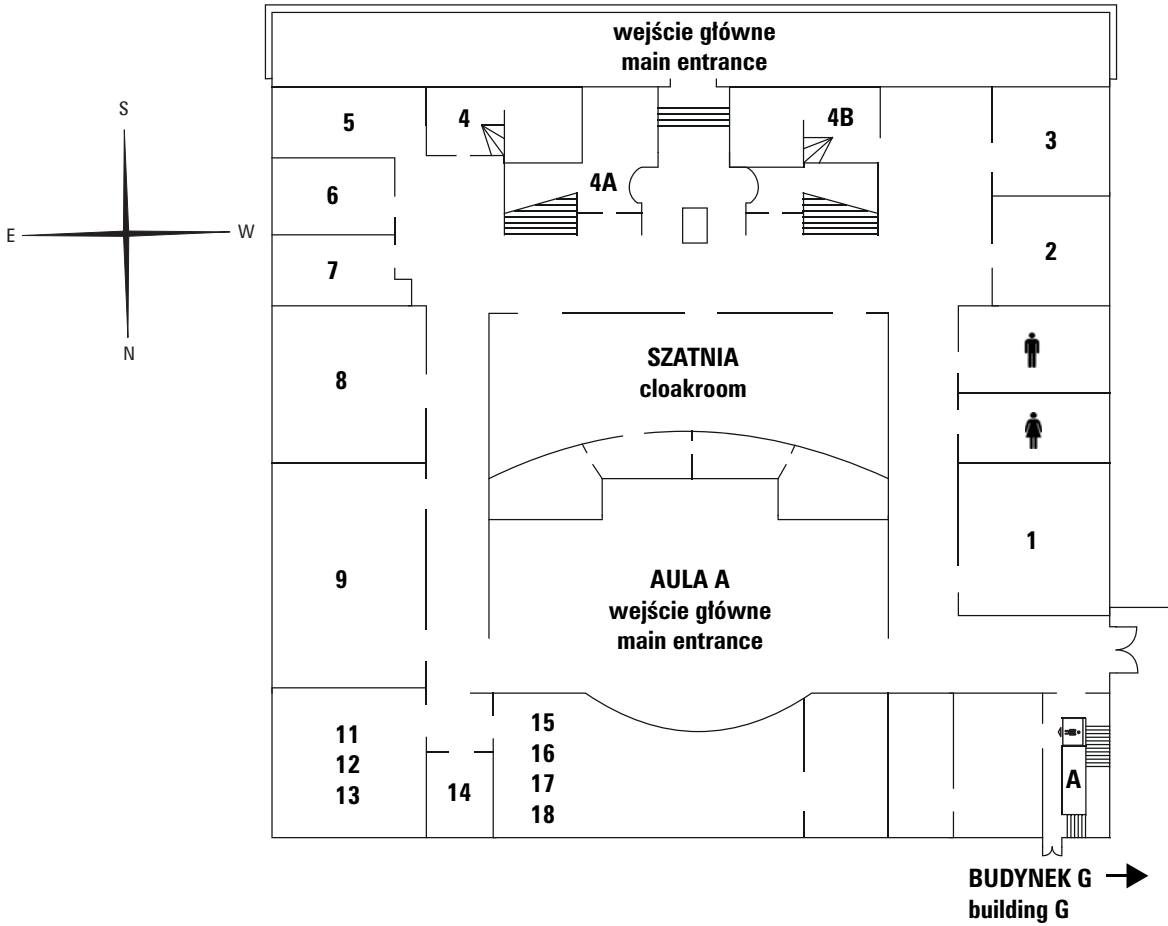 wejście główne
main entrance
S
E
W
N
5
4
4B
3
4A
6
2
7
SZATNIA
cloakroom
8
1
AULA A
wejście główne
main entrance
9
11
12
13
14
15
16
17
18
A
BUDYNEK G
building G